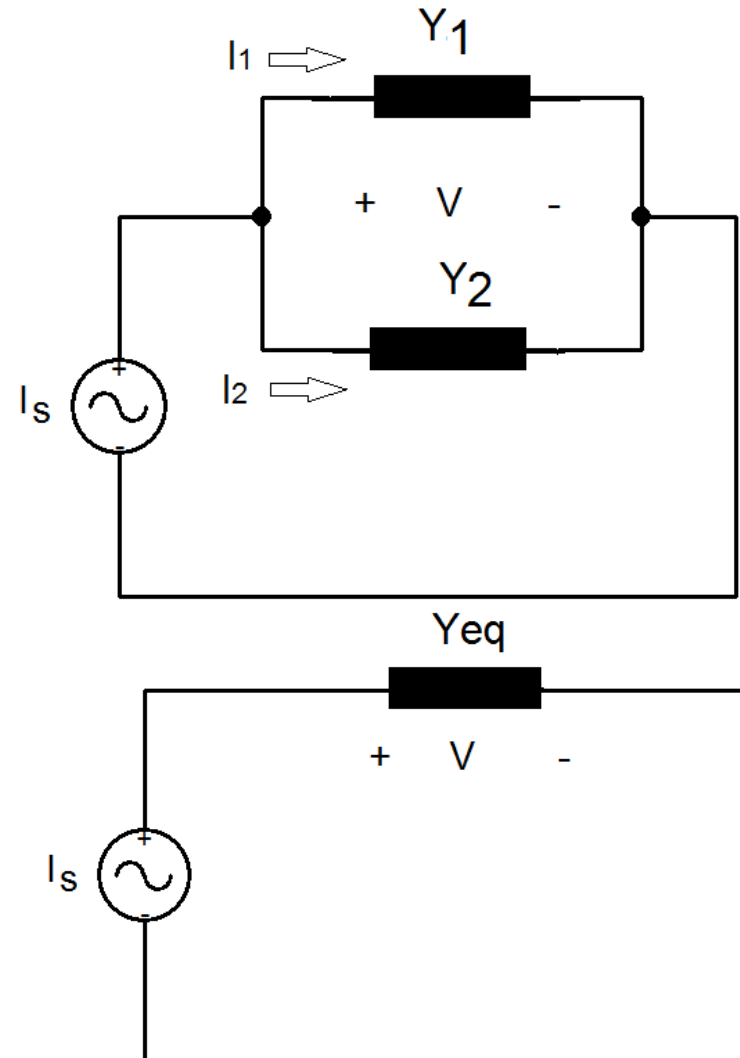 Y1
I1
+ V -
Y2
I2
+
Is
-
Yeq
+ V -
+
Is
-